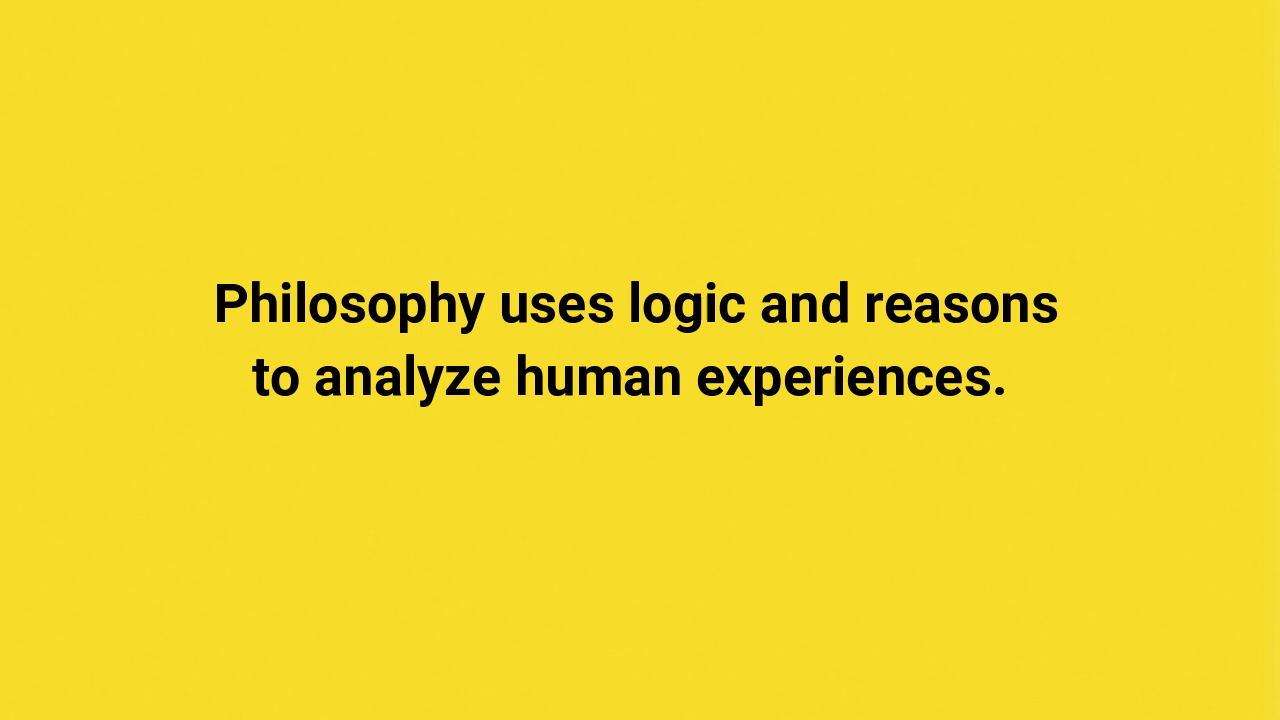 Philosophy uses logic and reasons
to analyze human experiences.